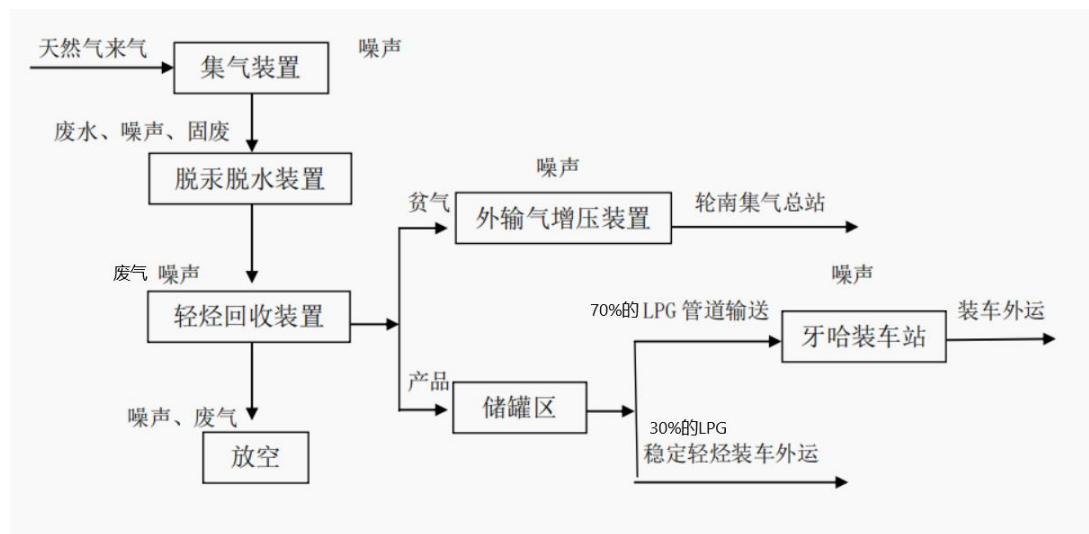 天然气来气
噪声
集气装置
废水、噪声、固废
脱汞脱水装置
噪声
贫气
外输气增压装置
轮南集气总站
废气 噪声
轻烃回收装置
噪声
70%的LPG 管道输送
牙哈装车站
装车外运
产品
储罐区
噪声、废气
30%的LPG
稳定轻烃装车外运
放空